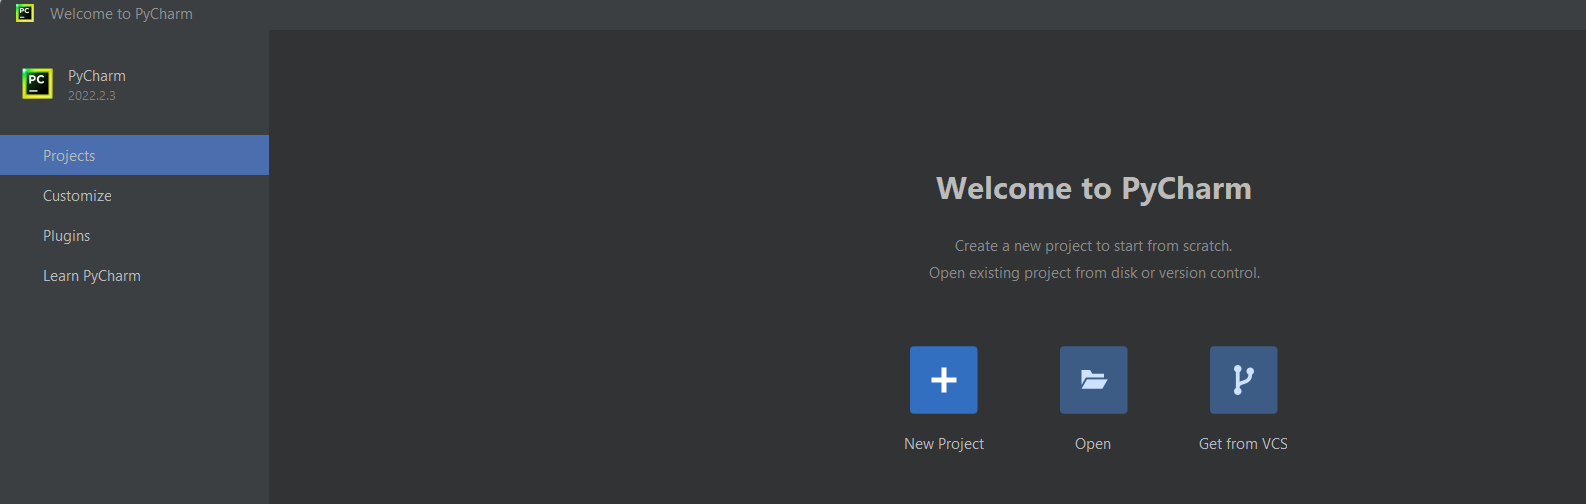 PC Welcome to PyCharm
PC PyCharm
2022.2.3
Projects
Customize
Plugins
Learn PyCharm
Welcome to PyCharm
Create a new project to start from scratch.
Open existing project from disk or version control.
New Project Open Get from VCS